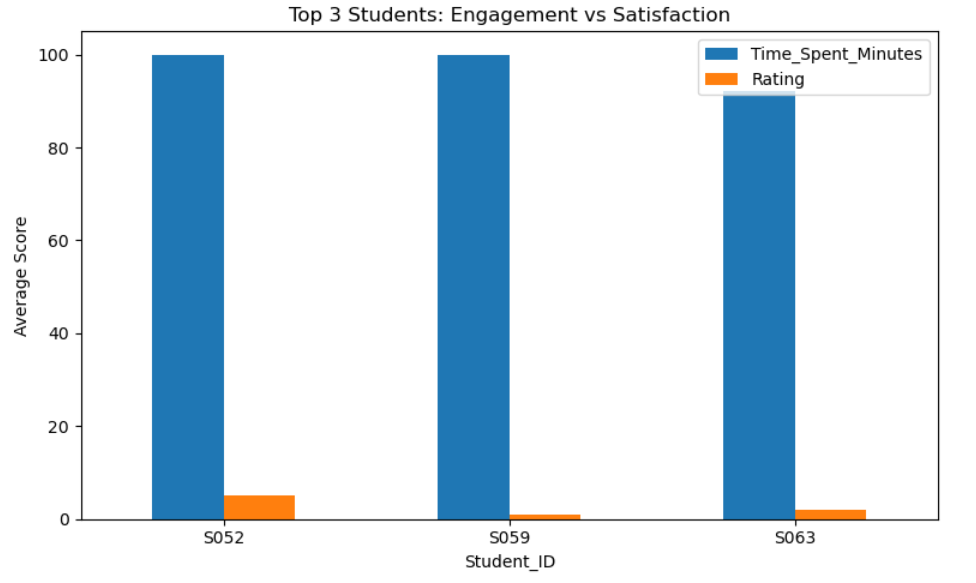 Top 3 Students: Engagement vs Satisfaction
Time_Spent_Minutes
Rating
100
80
60
40
20
0
Average Score
S052 S059 S063
Student_ID